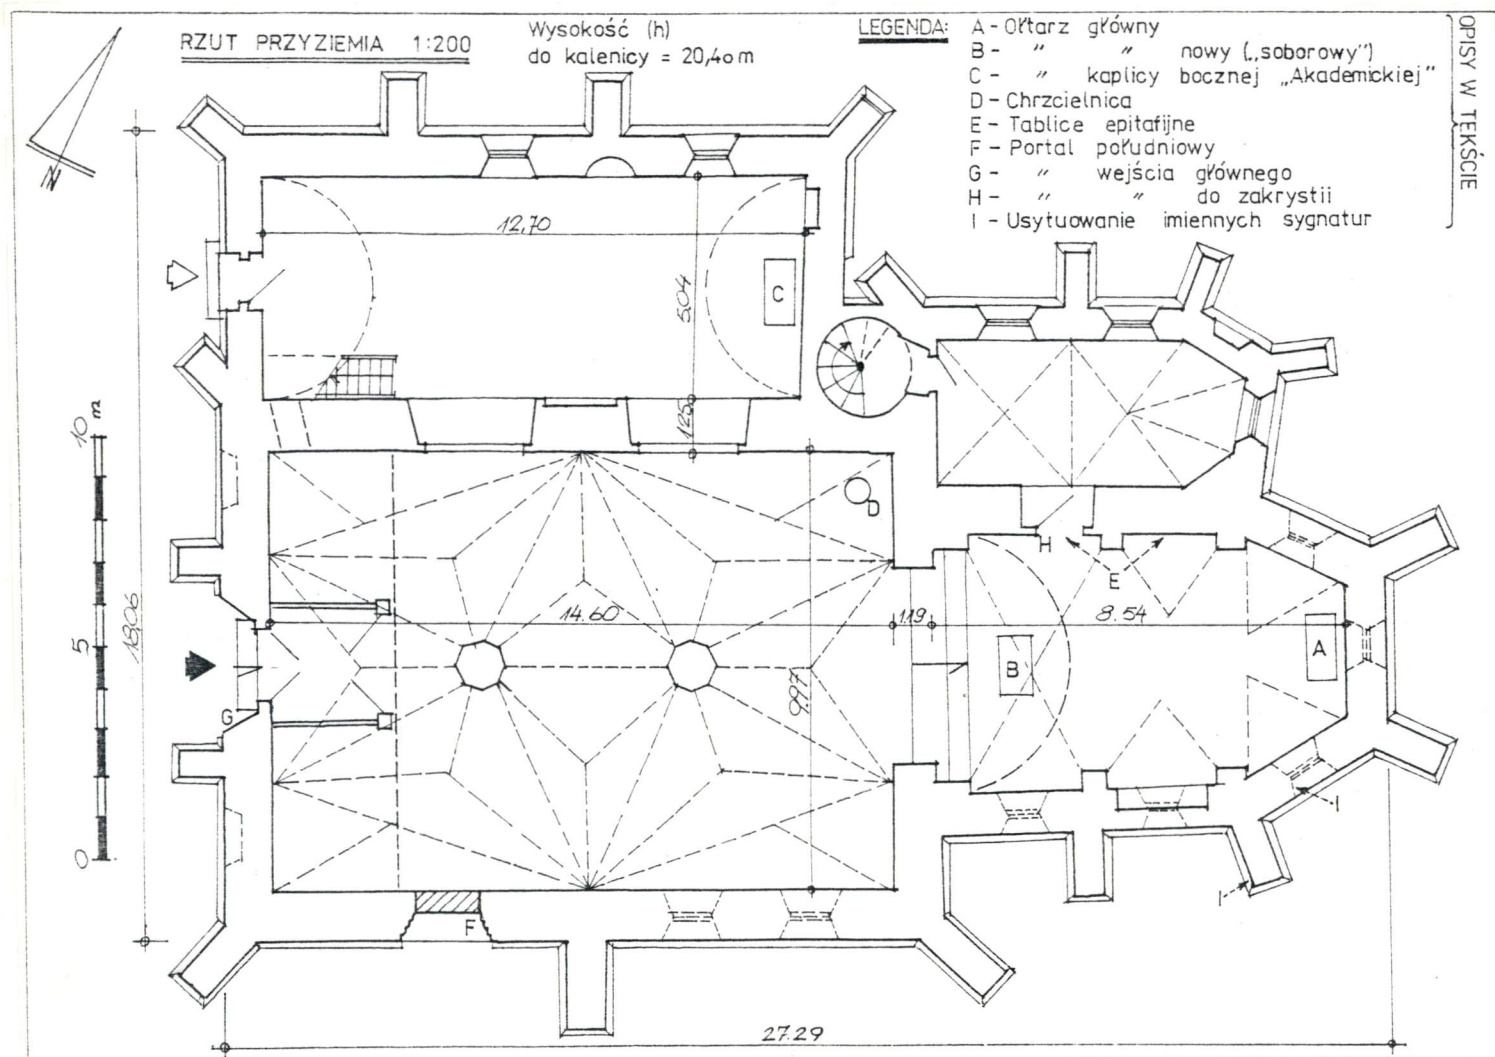 RZUT PRZYZIEMIA 1:200
Wysokość (h)
do kalenicy = 20,40 m
LEGENDA:
A - Ołtarz główny
B - " " nowy („soborowy")
C - " kaplicy bocznej „Akademickiej"
D - Chrzcielnica
E - Tablice epitafijne
F - Portal południowy
G - " wejścia głównego
H - " " do zakrystii
I - Usytuowanie imiennych sygnatur
OPISY W TEKŚCIE
N
12,70
5,04
C
1,25
10 m
5
0
18,06
D
H
E
14.60
1.19
8.54
B
A
9,97
G
F
I
I
27.29